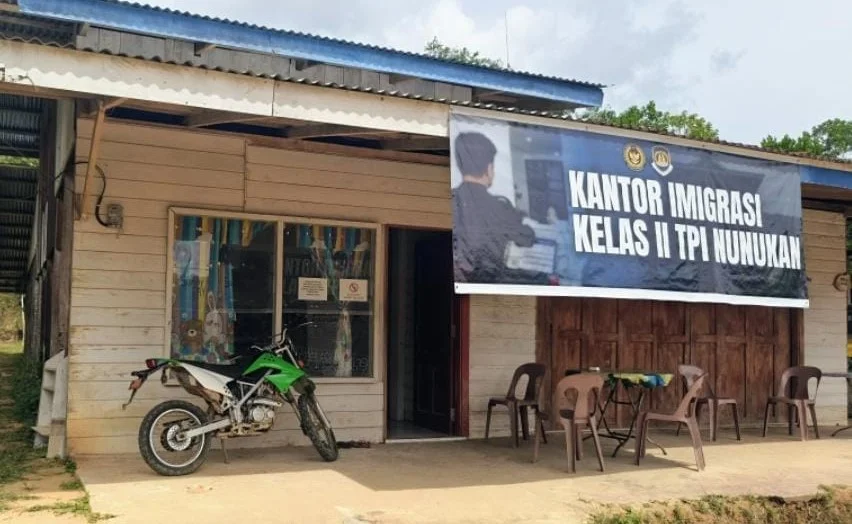 KANTOR IMIGRASI
KELAS II TPI NUNUKAN